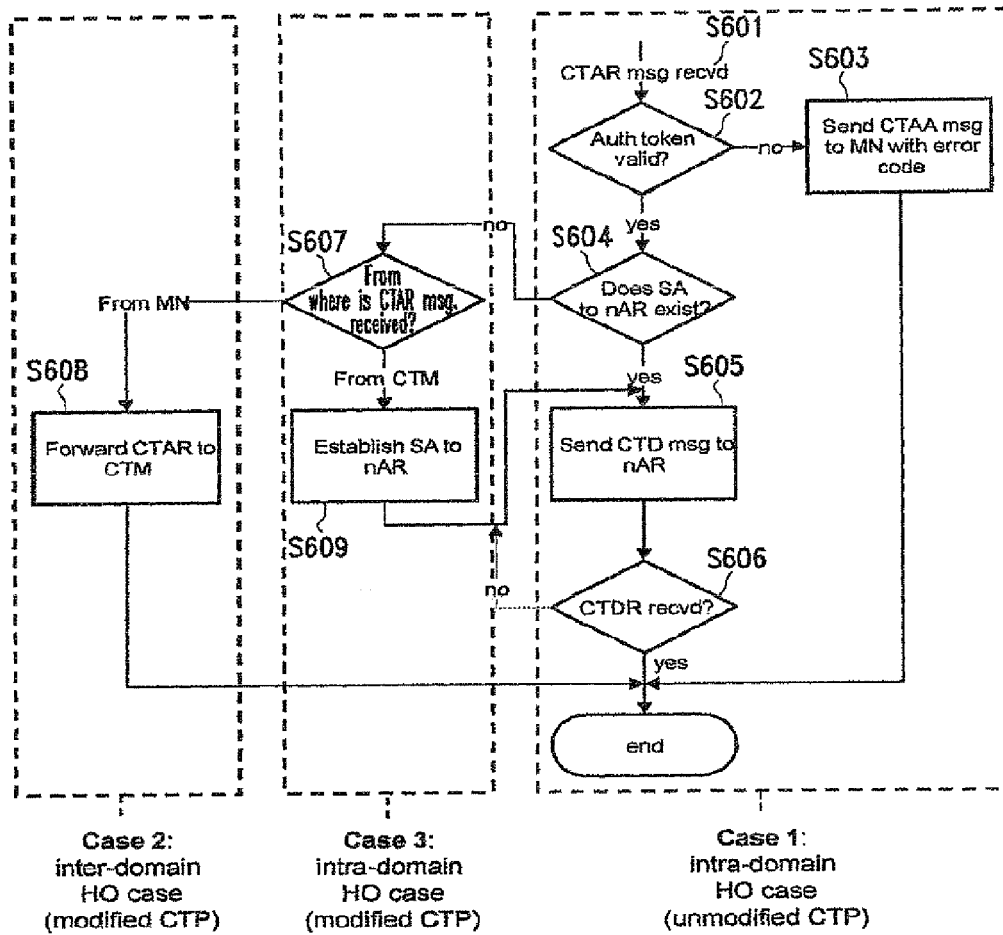 S601
CTAR msg recvd
S602
Auth token
valid?
no
S603
Send CTAA msg
to MN with error
code
yes
S604
Does SA
to nAR exist?
no
S607
From
where is CTAR msg.
received?
From MN
From CTM
yes
S608
Forward CTAR to
CTM
Establish SA to
nAR
S609
S605
Send CTD msg to
nAR
S606
CTDR recvd?
no
yes
end
Case 2:
inter-domain
HO case
(modified CTP)
Case 3:
intra-domain
HO case
(modified CTP)
Case 1:
intra-domain
HO case
(unmodified CTP)